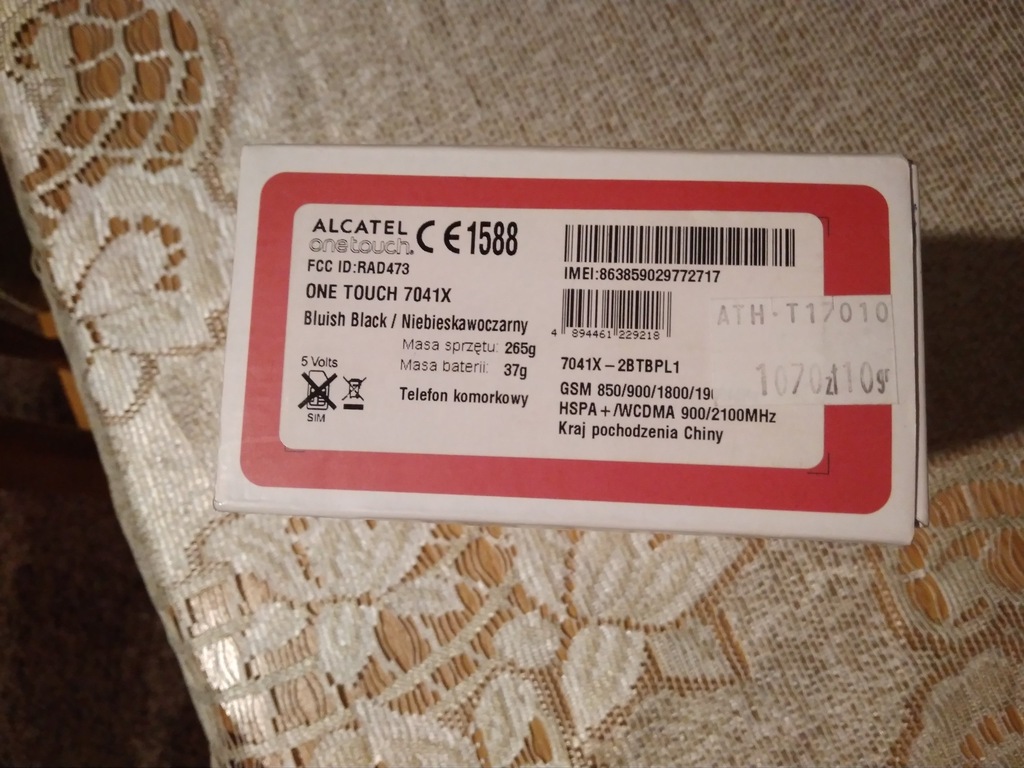 ALCATEL
onetouch.
CE1588
FCC ID:RAD473
ONE TOUCH 7041X
Bluish Black / Niebieskawoczarny
Masa sprzętu: 265g
Masa baterii: 37g
5 Volts
SIM
Telefon komorkowy
IMEI:863859029772717
4 894461 229218
7041X–2BTBPL1
GSM 850/900/1800/19
HSPA+/WCDMA 900/2100MHz
Kraj pochodzenia Chiny
ATH-T17010
1070zł10gr